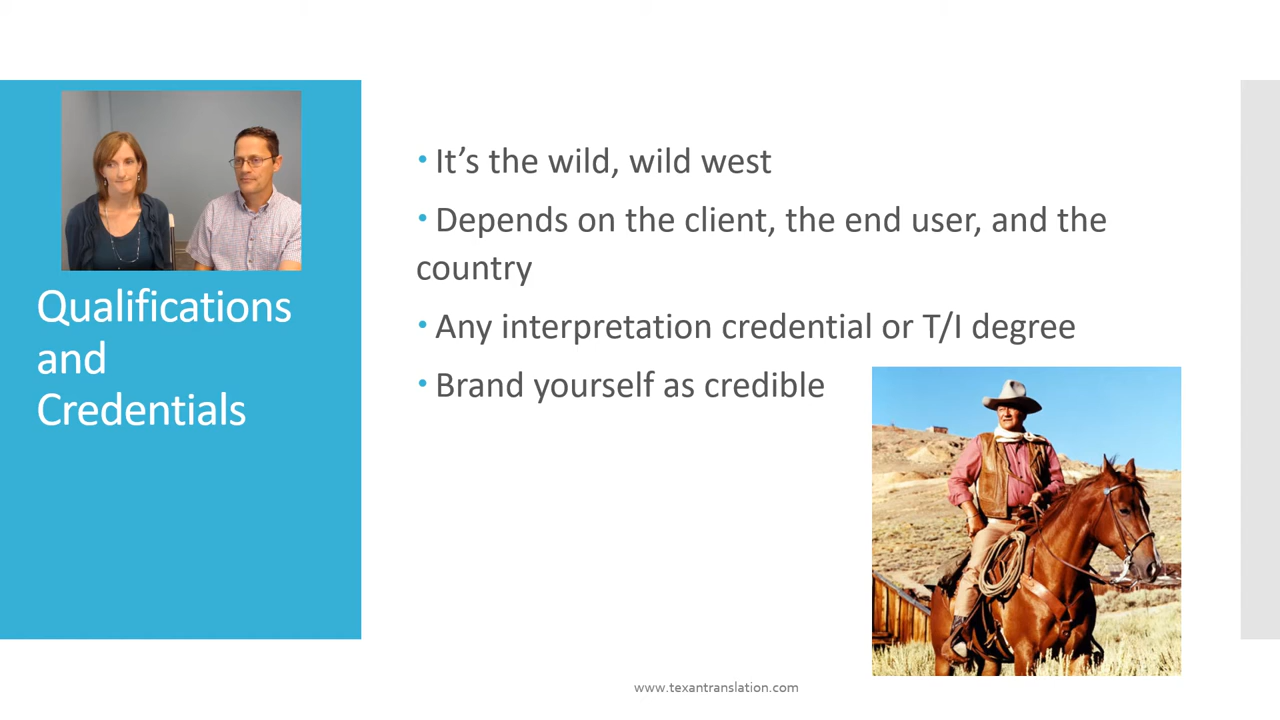 Qualifications
and
Credentials
• It’s the wild, wild west
• Depends on the client, the end user, and the
country
• Any interpretation credential or T/I degree
• Brand yourself as credible
www.texantranslation.com